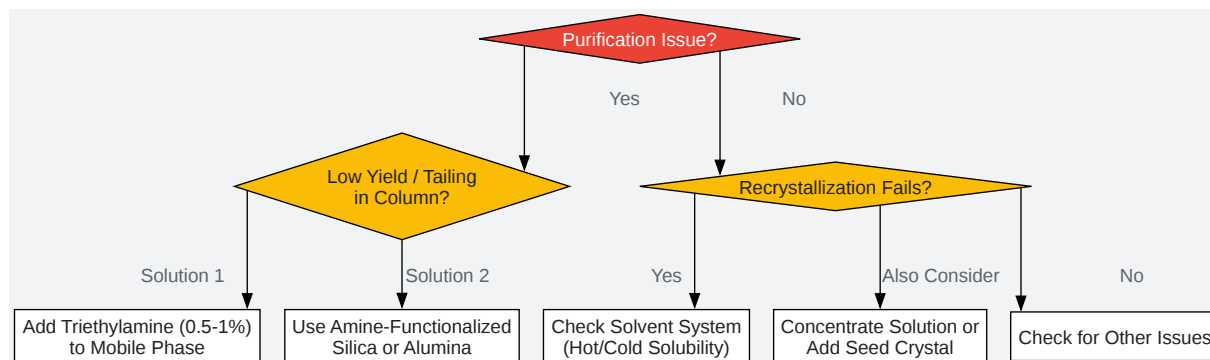 Purification Issue?
Yes
No
Low Yield / Tailing
in Column?
Recrystallization Fails?
Solution 1
Solution 2
Yes
Also Consider
No
Add Triethylamine (0.5-1%)
to Mobile Phase
Use Amine-Functionalized
Silica or Alumina
Check Solvent System
(Hot/Cold Solubility)
Concentrate Solution or
Add Seed Crystal
Check for Other Issues